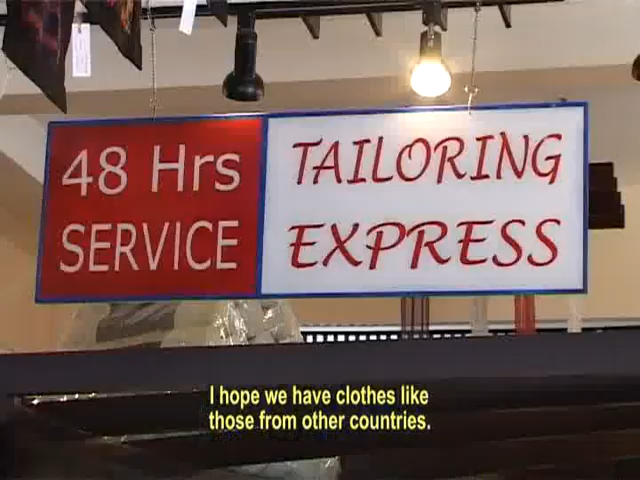 48 Hrs
SERVICE
TAILORING
EXPRESS
I hope we have clothes like
those from other countries.